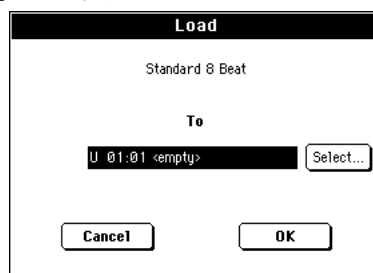 Load
Standard 8 Beat
To
U 01:01 <empty>
Select...
Cancel
OK